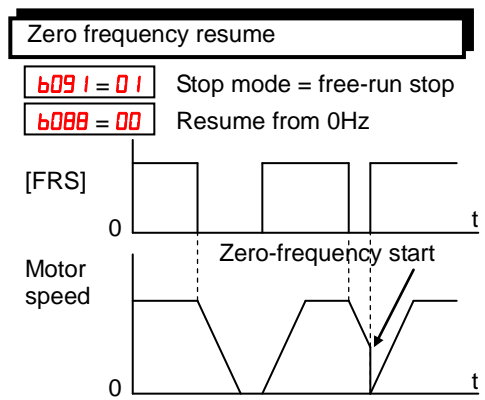 Zero frequency resume
b091 = 01 Stop mode = free-run stop
b088 = 00 Resume from 0Hz
[FRS]
0
t
Zero-frequency start
Motor
speed
0
t